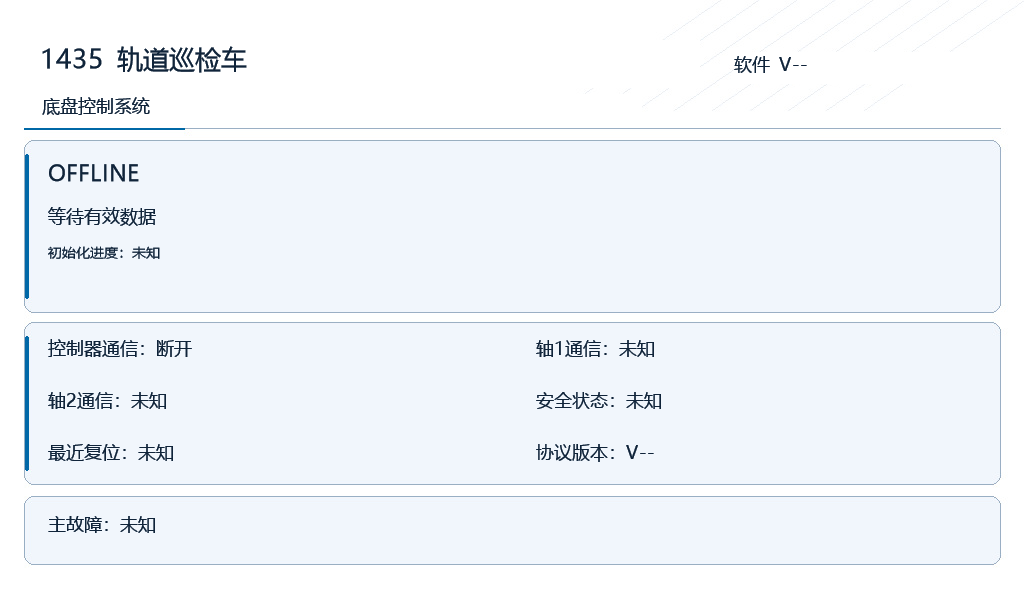 1435 轨道巡检车
软件 V--
底盘控制系统
OFFLINE
等待有效数据
初始化进度：未知
控制器通信：断开
轴1通信：未知
轴2通信：未知
安全状态：未知
最近复位：未知
协议版本：V--
主故障：未知